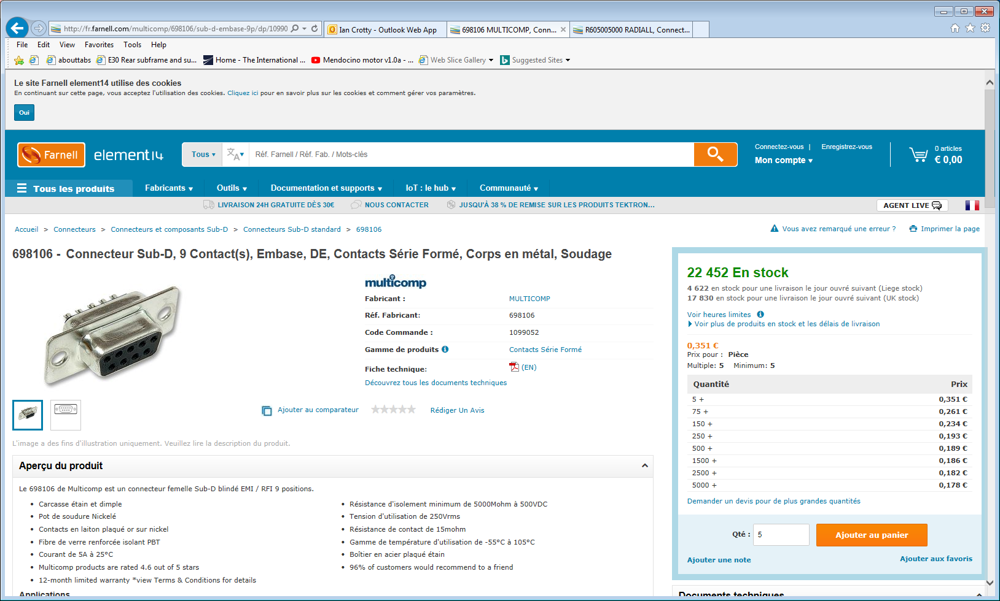 http://fr.farnell.com/multicomp/698106/sub-d-embase-9p/dp/10990
Ian Crotty - Outlook Web App
698106 MULTICOMP, Conn...
R605005000 RADIALL, Connect...
File Edit View Favorites Tools Help
abouttabs
E30 Rear subframe and su...
Home - The International ...
Mendocino motor v1.0a - ...
Web Slice Gallery
Suggested Sites
Le site Farnell element14 utilise des cookies
En continuant sur cette page, vous acceptez l'utilisation des cookies. Cliquez ici pour en savoir plus sur les cookies et comment gérer vos paramètres.
Oui
Farnell
element14
Tous
Réf. Farnell / Réf. Fab. / Mots-clés
Connectez-vous | Enregistrez-vous
Mon compte
0 articles
€ 0,00
Tous les produits
Fabricants
Outils
Documentation et supports
IoT : le hub
Communauté
LIVRAISON 24H GRATUITE DÈS 30€
NOUS CONTACTER
JUSQU'À 38 % DE REMISE SUR LES PRODUITS TEKTRON...
AGENT LIVE
Accueil > Connecteurs > Connecteurs et composants Sub-D > Connecteurs Sub-D standard > 698106
Vous avez remarqué une erreur ?
Imprimer la page
698106 - Connecteur Sub-D, 9 Contact(s), Embase, DE, Contacts Série Formé, Corps en métal, Soudage
multicomp
Fabricant : MULTICOMP
Réf. Fabricant: 698106
Code Commande : 1099052
Gamme de produits Contacts Série Formé
Fiche technique: (EN)
Découvrez tous les documents techniques
Ajouter au comparateur
Rédiger Un Avis
L'image a des fins d'illustration uniquement. Veuillez lire la description du produit.
Aperçu du produit
Le 698106 de Multicomp est un connecteur femelle Sub-D blindé EMI / RFI 9 positions.
• Carcasse étain et dimple
• Pot de soudure Nickelé
• Contacts en laiton plaqué or sur nickel
• Fibre de verre renforcée isolant PBT
• Courant de 5A à 25°C
• Multicomp products are rated 4.6 out of 5 stars
• 12-month limited warranty *view Terms & Conditions for details
• Résistance d'isolement minimum de 5000Mohm à 500VDC
• Tension d'utilisation de 250Vrms
• Résistance de contact de 15mohm
• Gamme de température d'utilisation de -55°C à 105°C
• Boîtier en acier plaqué étain
• 96% of customers would recommend to a friend
Applications
22 452 En stock
4 622 en stock pour une livraison le jour ouvré suivant (Liege stock)
17 830 en stock pour une livraison le jour ouvré suivant (UK stock)
Voir heures limites
Voir plus de produits en stock et les délais de livraison
0,351 €
Prix pour : Pièce
Multiple: 5 Minimum: 5
Quantité Prix
5 + 0,351 €
75 + 0,261 €
150 + 0,234 €
250 + 0,193 €
500 + 0,189 €
1500 + 0,186 €
2500 + 0,182 €
5000 + 0,178 €
Demander un devis pour de plus grandes quantités
Qté : 5
Ajouter au panier
Ajouter une note
Ajouter aux favoris
Documents techniques